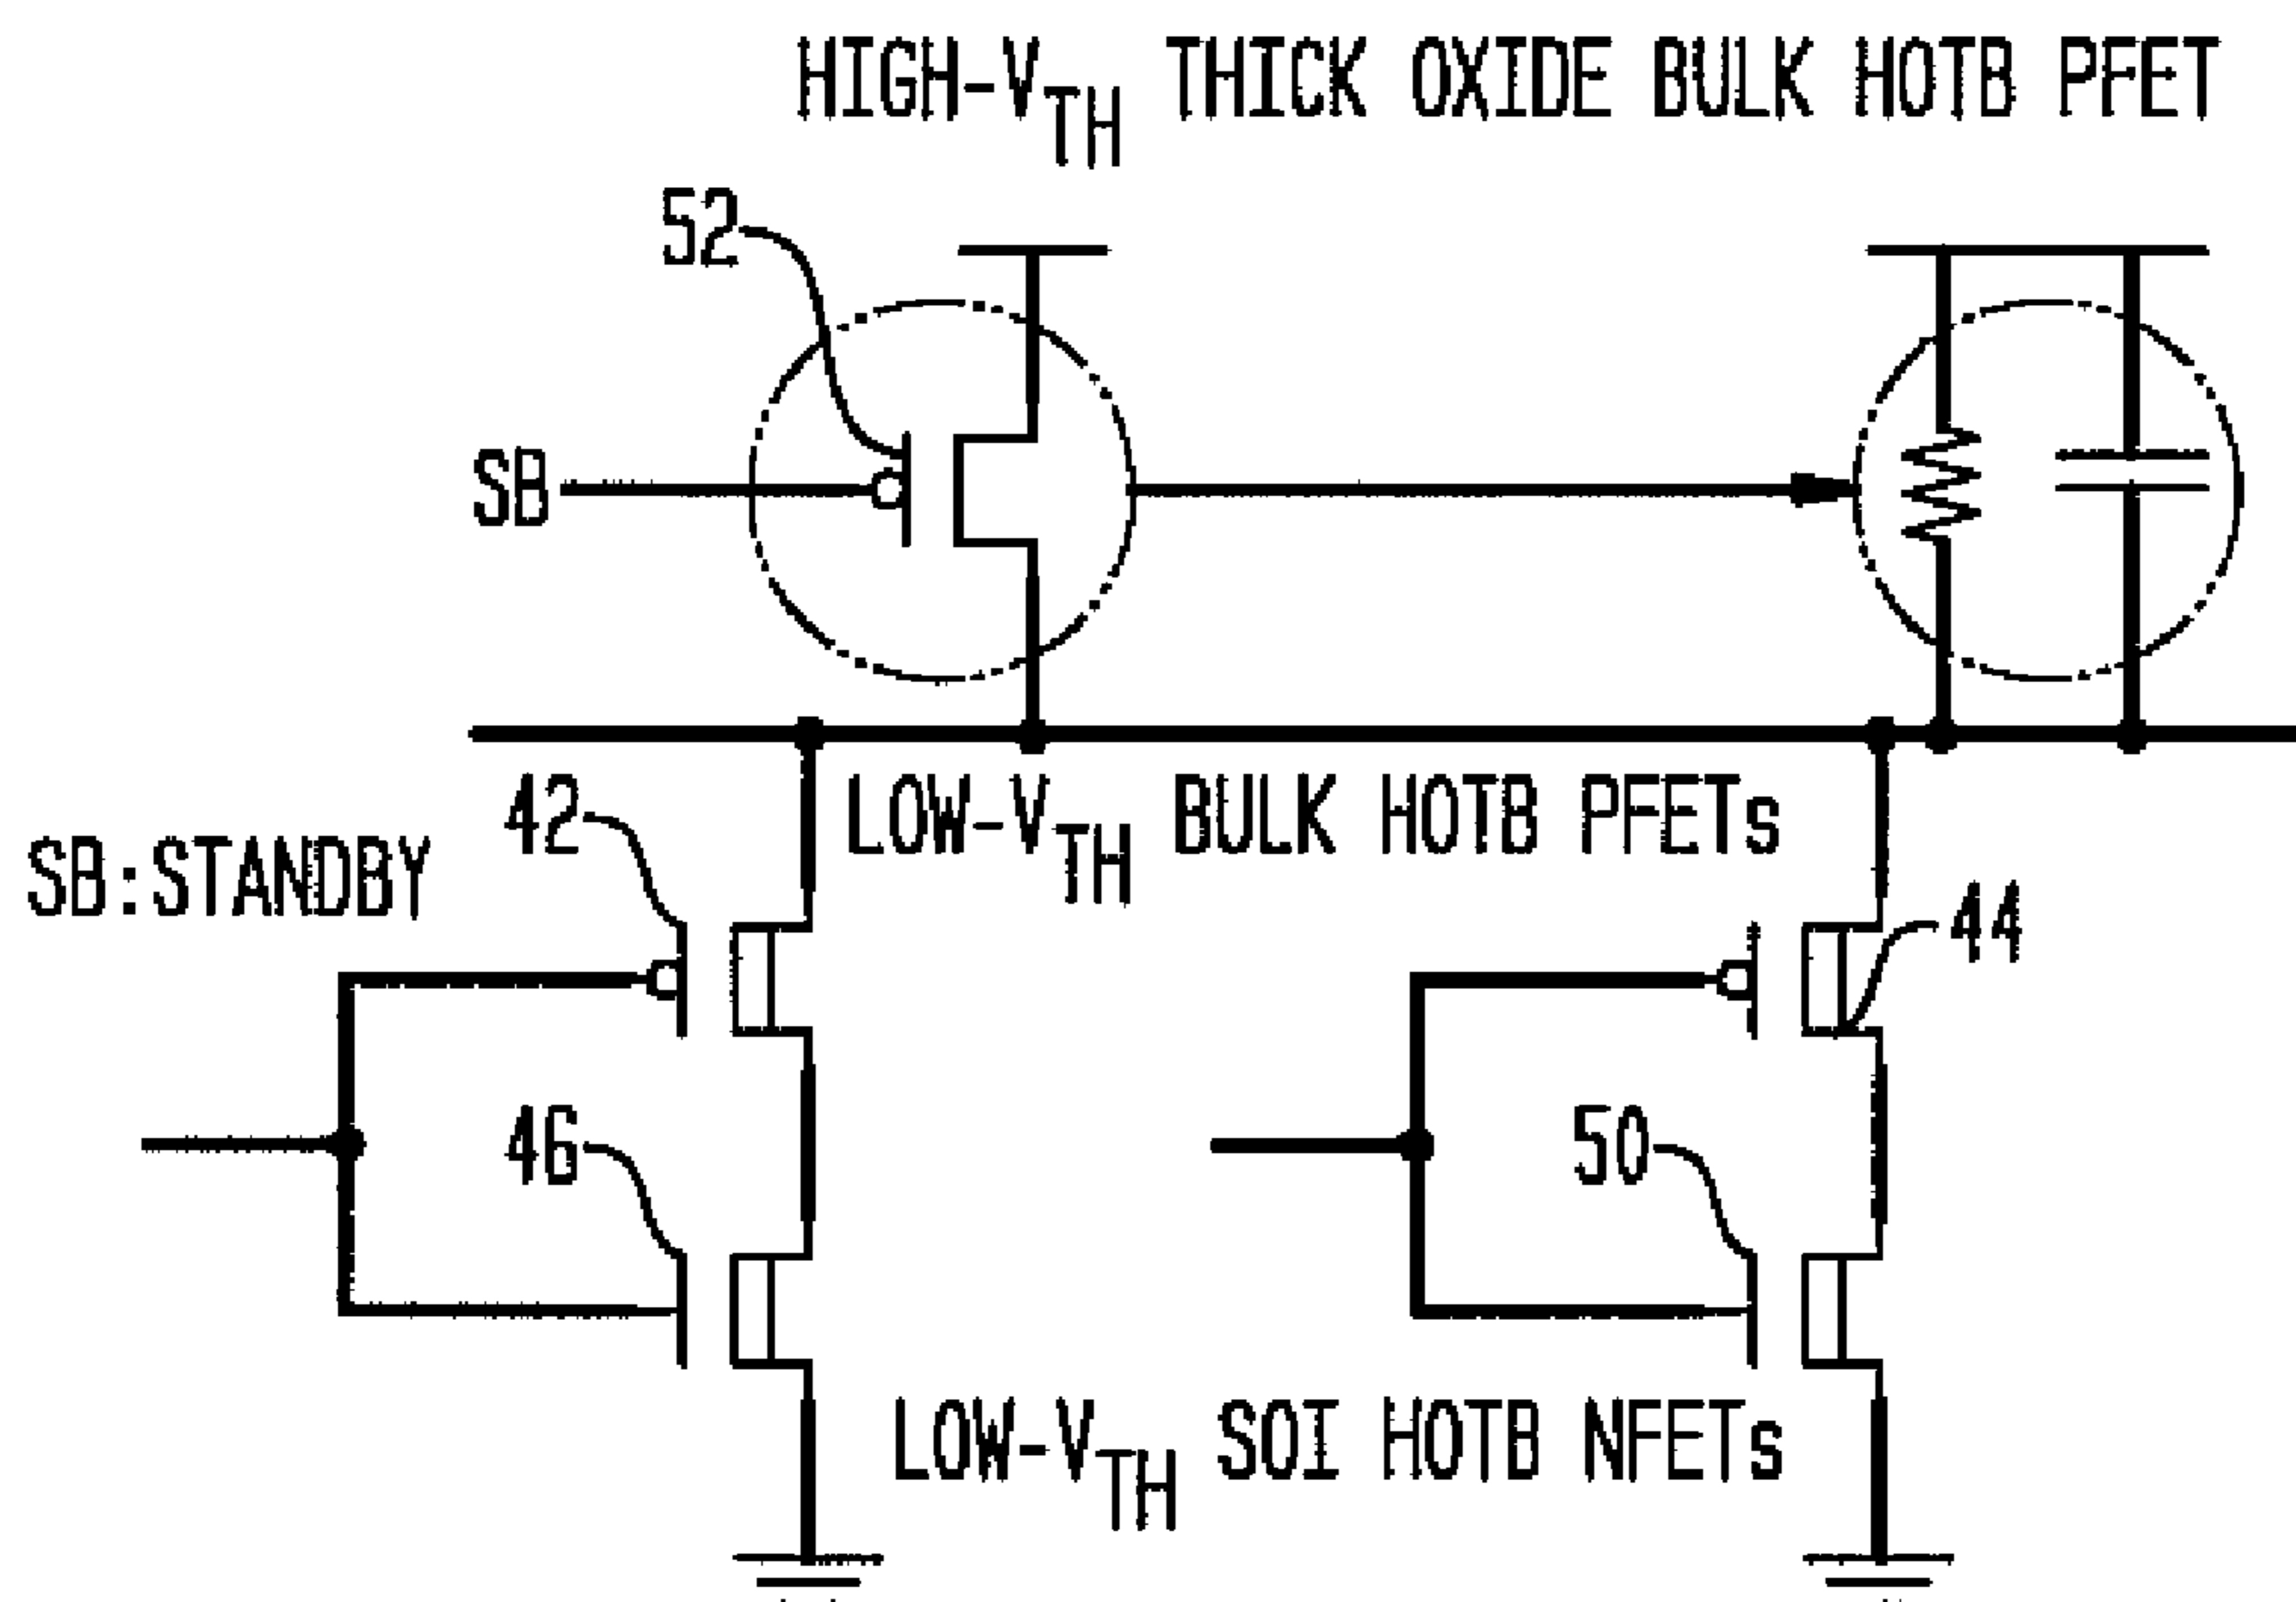 HIGH-VTH THICK OXIDE BULK HOTB PFET
52
SB
42
LOW-VTH BULK HOTB PFETs
SB:STANDBY
44
46
50
LOW-VTH SOI HOTB NFETs